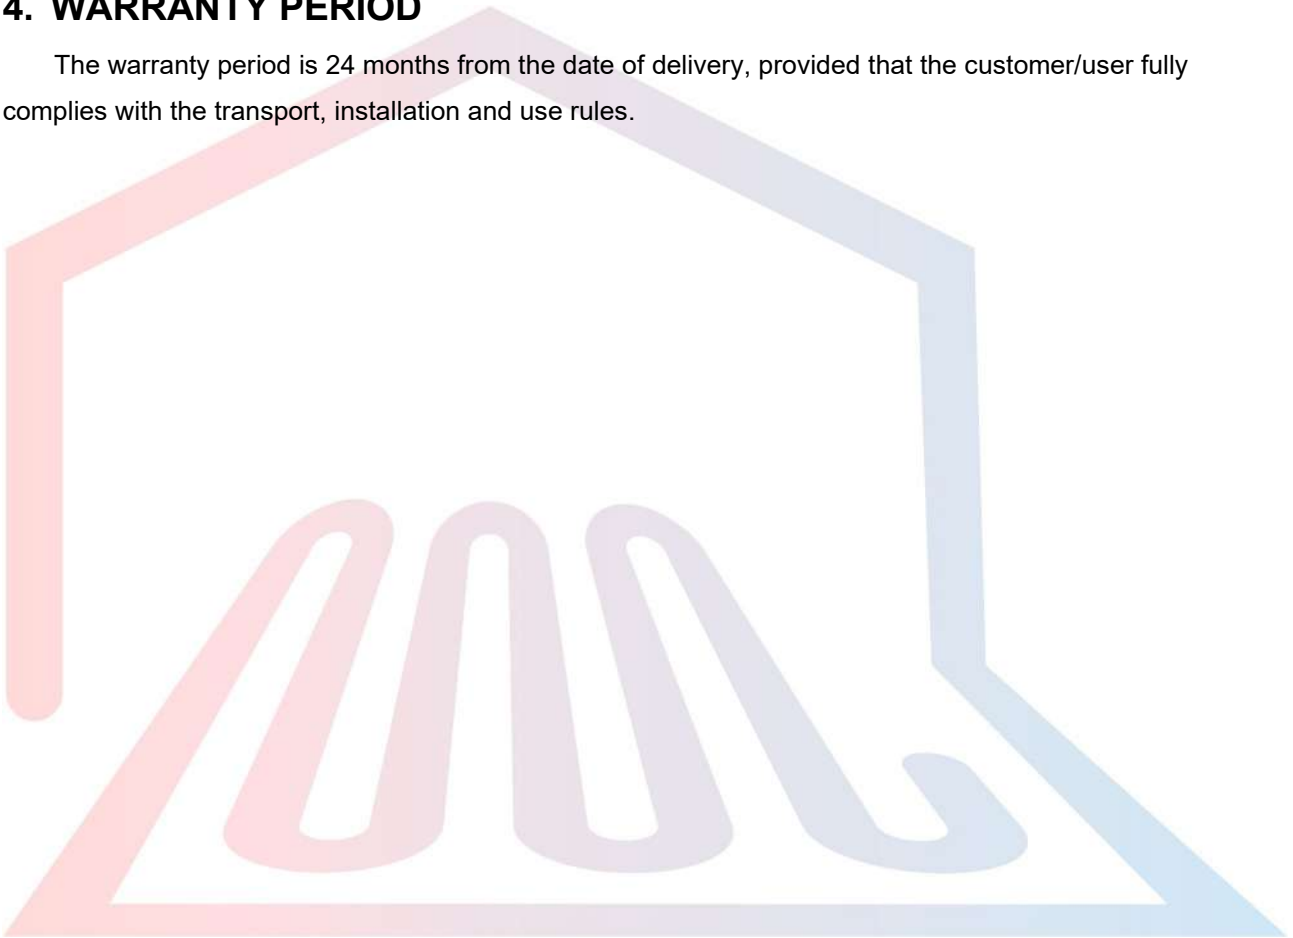 4. WARRANTY PERIOD
The warranty period is 24 months from the date of delivery, provided that the customer/user fully
complies with the transport, installation and use rules.